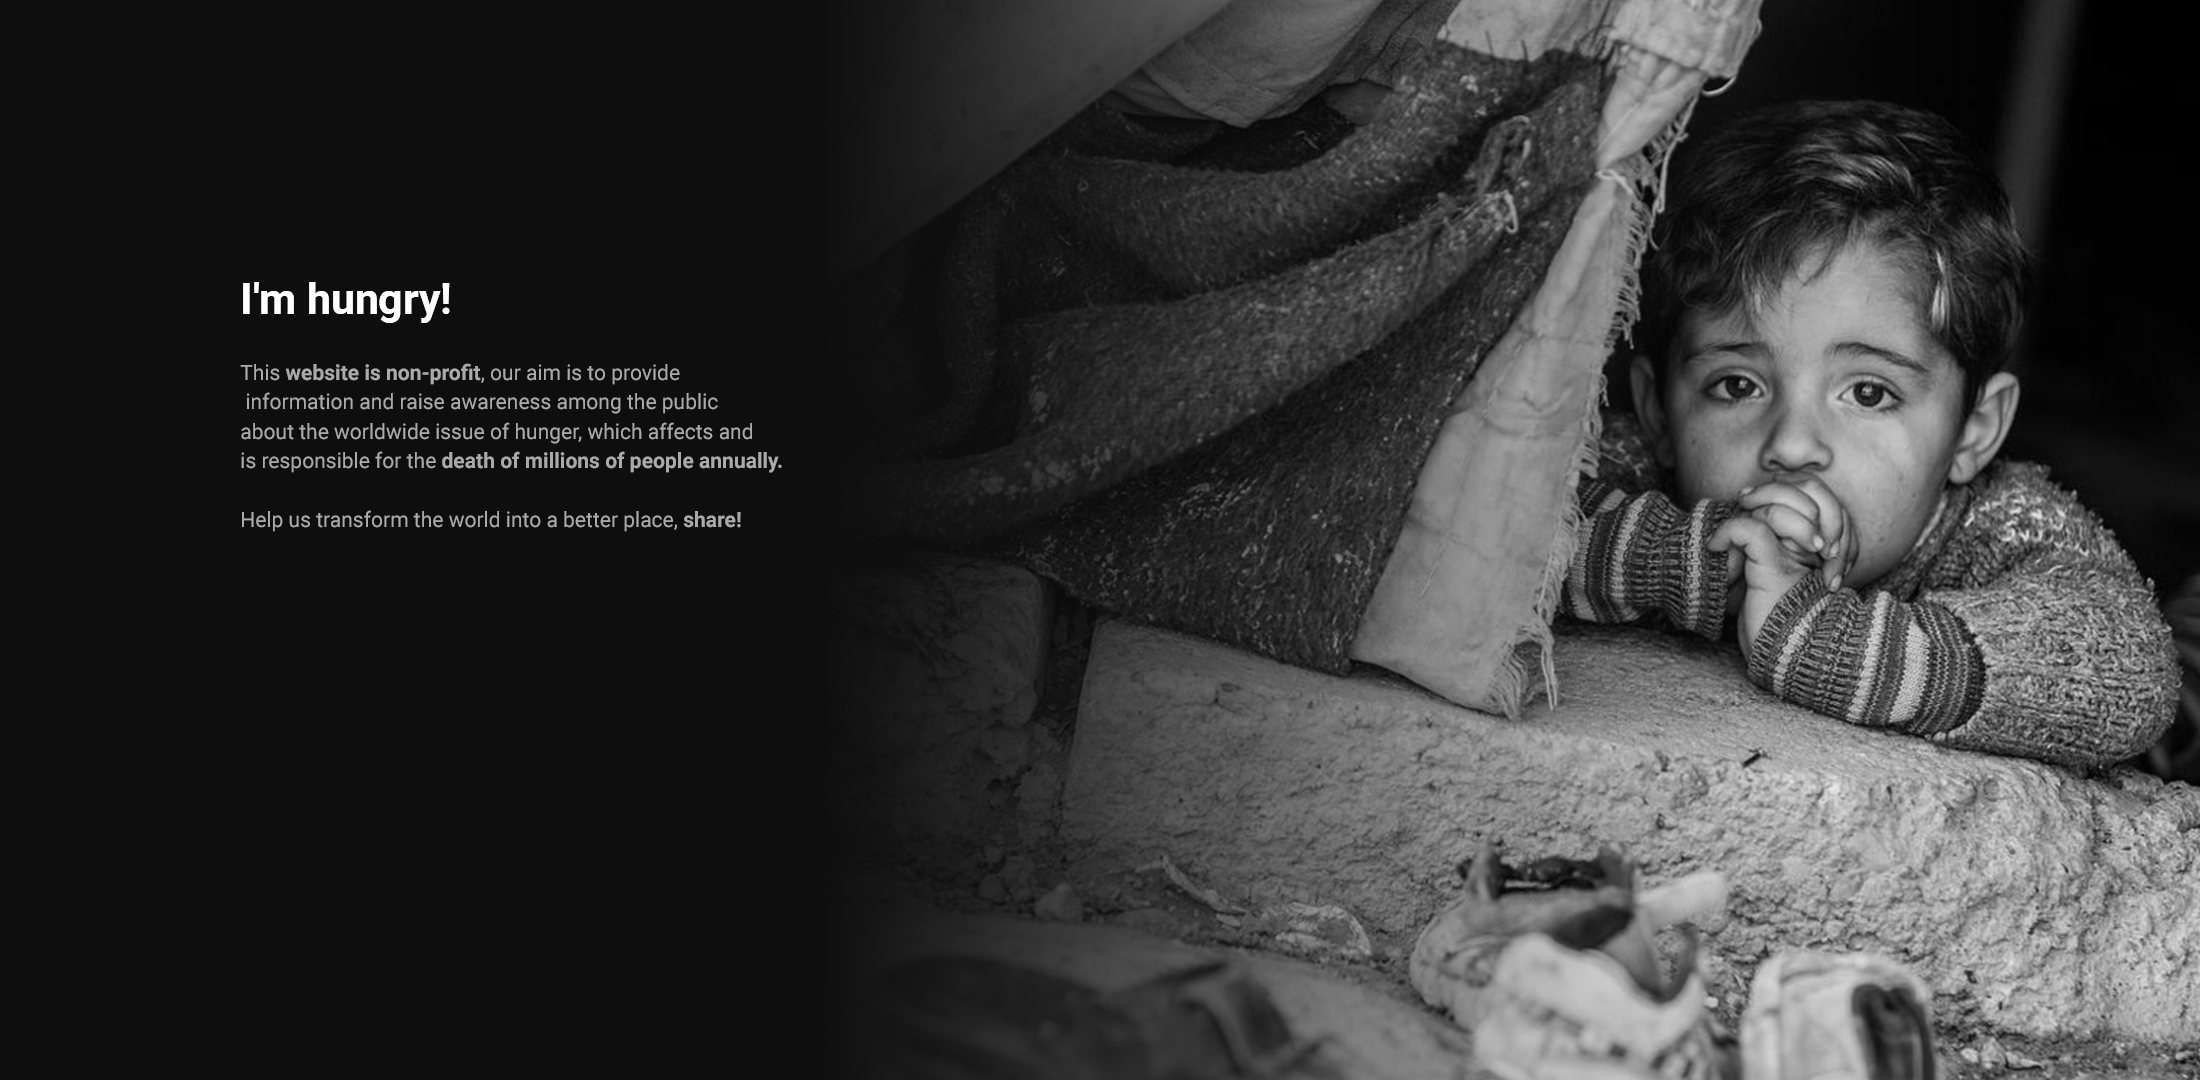 I'm hungry!
This website is non-profit, our aim is to provide
information and raise awareness among the public
about the worldwide issue of hunger, which affects and
is responsible for the death of millions of people annually.
Help us transform the world into a better place, share!